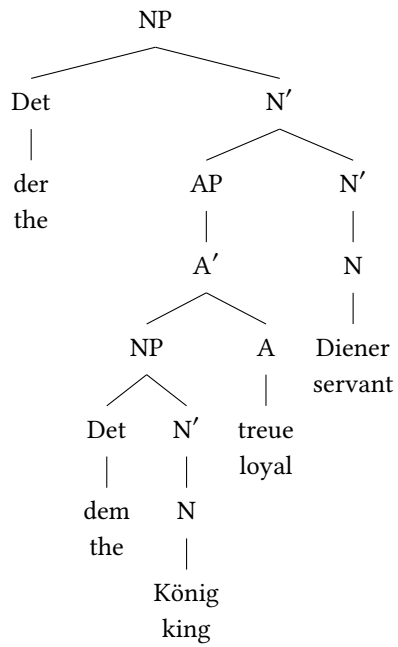 NP
Det N′
der AP N′
the
A′ N
NP A Diener
servant
Det N′ treue
loyal
dem N
the
König
king